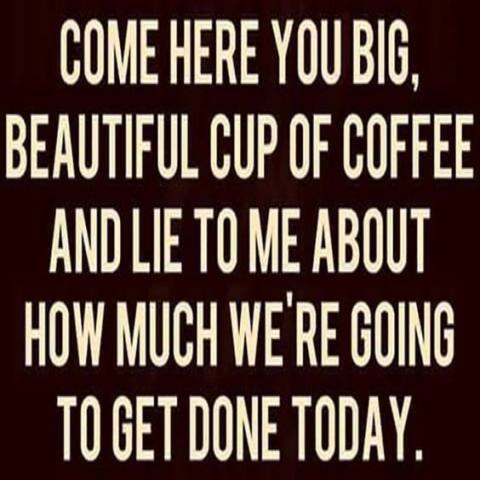 COME HERE YOU BIG,
BEAUTIFUL CUP OF COFFEE
AND LIE TO ME ABOUT
HOW MUCH WE'RE GOING
TO GET DONE TODAY.